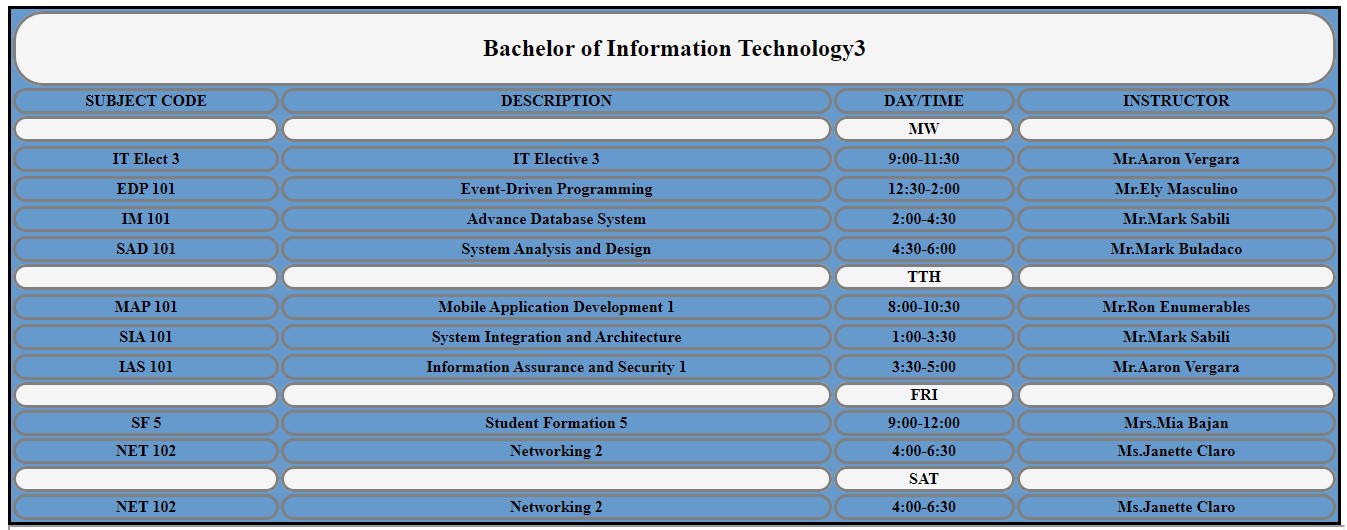 Bachelor of Information Technology3
SUBJECT CODE DESCRIPTION DAY/TIME INSTRUCTOR
MW
IT Elect 3 IT Elective 3 9:00-11:30 Mr.Aaron Vergara
EDP 101 Event-Driven Programming 12:30-2:00 Mr.Ely Masculino
IM 101 Advance Database System 2:00-4:30 Mr.Mark Sabili
SAD 101 System Analysis and Design 4:30-6:00 Mr.Mark Buladaco
TTH
MAP 101 Mobile Application Development 1 8:00-10:30 Mr.Ron Enumerables
SIA 101 System Integration and Architecture 1:00-3:30 Mr.Mark Sabili
IAS 101 Information Assurance and Security 1 3:30-5:00 Mr.Aaron Vergara
FRI
SF 5 Student Formation 5 9:00-12:00 Mrs.Mia Bajan
NET 102 Networking 2 4:00-6:30 Ms.Janette Claro
SAT
NET 102 Networking 2 4:00-6:30 Ms.Janette Claro